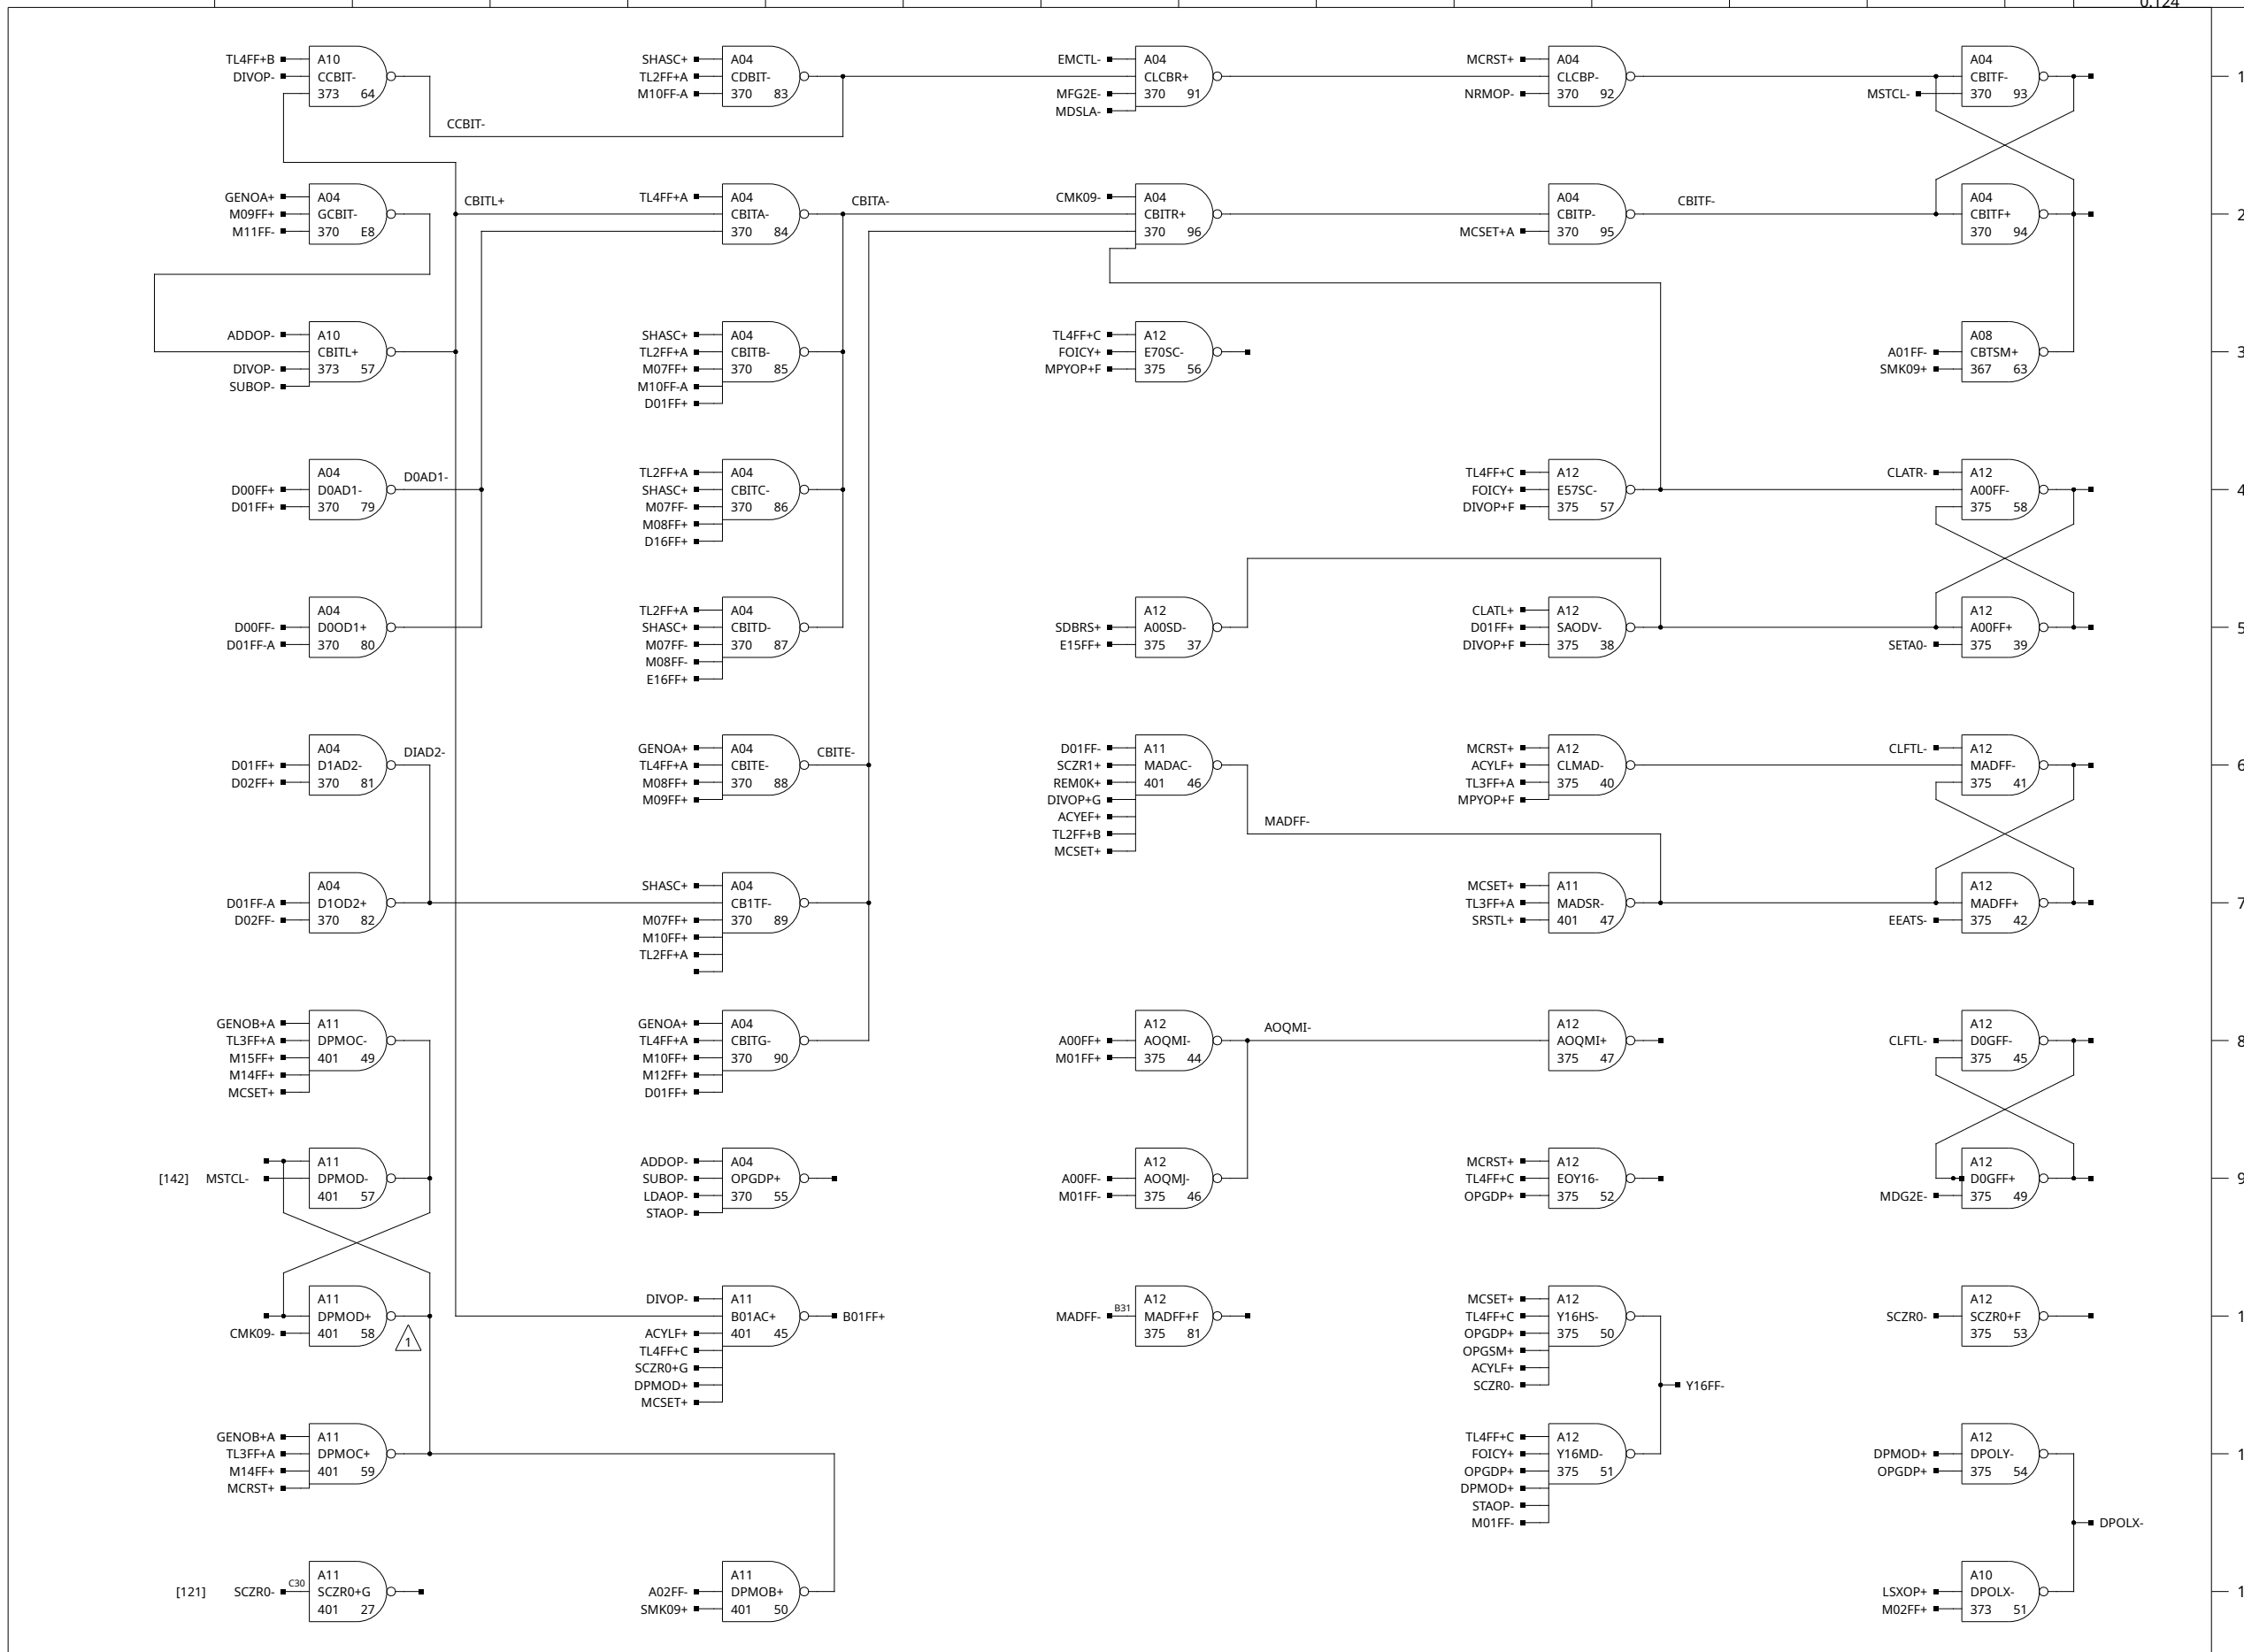 0.124
TL4FF+B
DIVOP-
A10
CCBIT-
373 64
SHASC+
TL2FF+A
M10FF-A
A04
CDBIT-
370 83
EMCTL-
MFG2E-
MDSLA-
A04
CLCBR+
370 91
MCRST+
NRMOP-
A04
CLCBP-
370 92
MSTCL-
A04
CBITF-
370 93
1
CCBIT-
GENOA+
M09FF+
M11FF-
A04
GCBIT-
370 E8
CBITL+
TL4FF+A
A04
CBITA-
370 84
CBITA-
CMK09-
A04
CBITR+
370 96
MCSET+A
A04
CBITP-
370 95
CBITF-
A04
CBITF+
370 94
2
ADDOP-
DIVOP-
SUBOP-
A10
CBITL+
373 57
SHASC+
TL2FF+A
M07FF+
M10FF-A
D01FF+
A04
CBITB-
370 85
TL4FF+C
FOICY+
MPYOP+F
A12
E70SC-
375 56
A01FF-
SMK09+
A08
CBTSM+
367 63
3
D00FF+
D01FF+
A04
D0AD1-
370 79
D0AD1-
TL2FF+A
SHASC+
M07FF-
M08FF+
D16FF+
A04
CBITC-
370 86
TL4FF+C
FOICY+
DIVOP+F
A12
E57SC-
375 57
CLATR-
A12
A00FF-
375 58
4
D00FF-
D01FF-A
A04
D0OD1+
370 80
TL2FF+A
SHASC+
M07FF-
M08FF-
E16FF+
A04
CBITD-
370 87
SDBRS+
E15FF+
A12
A00SD-
375 37
CLATL+
D01FF+
DIVOP+F
A12
SAODV-
375 38
SETA0-
A12
A00FF+
375 39
5
D01FF+
D02FF+
A04
D1AD2-
370 81
DIAD2-
GENOA+
TL4FF+A
M08FF+
M09FF+
A04
CBITE-
370 88
CBITE-
D01FF-
SCZR1+
REM0K+
DIVOP+G
ACYEF+
TL2FF+B
MCSET+
A11
MADAC-
401 46
MADFF-
MCRST+
ACYLF+
TL3FF+A
MPYOP+F
A12
CLMAD-
375 40
CLFTL-
A12
MADFF-
375 41
6
D01FF-A
D02FF-
A04
D1OD2+
370 82
SHASC+
M07FF+
M10FF+
TL2FF+A
A04
CB1TF-
370 89
MCSET+
TL3FF+A
SRSTL+
A11
MADSR-
401 47
EEATS-
A12
MADFF+
375 42
7
GENOB+A
TL3FF+A
M15FF+
M14FF+
MCSET+
A11
DPMOC-
401 49
GENOA+
TL4FF+A
M10FF+
M12FF+
D01FF+
A04
CBITG-
370 90
A00FF+
M01FF+
A12
AOQMI-
375 44
AOQMI-
A12
AOQMI+
375 47
CLFTL-
A12
D0GFF-
375 45
8
[142] MSTCL-
A11
DPMOD-
401 57
ADDOP-
SUBOP-
LDAOP-
STAOP-
A04
OPGDP+
370 55
A00FF-
M01FF-
A12
AOQMJ-
375 46
MCRST+
TL4FF+C
OPGDP+
A12
EOY16-
375 52
MDG2E-
A12
D0GFF+
375 49
9
CMK09-
A11
DPMOD+
401 58
1
DIVOP-
ACYLF+
TL4FF+C
SCZR0+G
DPMOD+
MCSET+
A11
B01AC+
401 45
B01FF+
MADFF-
B31
A12
MADFF+F
375 81
MCSET+
TL4FF+C
OPGDP+
OPGSM+
ACYLF+
SCZR0-
A12
Y16HS-
375 50
Y16FF-
SCZR0-
A12
SCZR0+F
375 53
1
GENOB+A
TL3FF+A
M14FF+
MCRST+
A11
DPMOC+
401 59
TL4FF+C
FOICY+
OPGDP+
DPMOD+
STAOP-
M01FF-
A12
Y16MD-
375 51
DPMOD+
OPGDP+
A12
DPOLY-
375 54
DPOLX-
1
[121] SCZR0-
C30
A11
SCZR0+G
401 27
A02FF-
SMK09+
A11
DPMOB+
401 50
LSXOP+
M02FF+
A10
DPOLX-
373 51
1